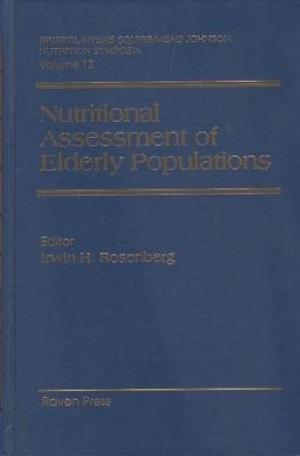 BRISTOL-MYERS SQUIBB/MEAD JOHNSON
NUTRITION SYMPOSIA
Volume 13
Nutritional
Assessment of
Elderly Populations
Editor
Irwin H. Rosenberg
Raven Press